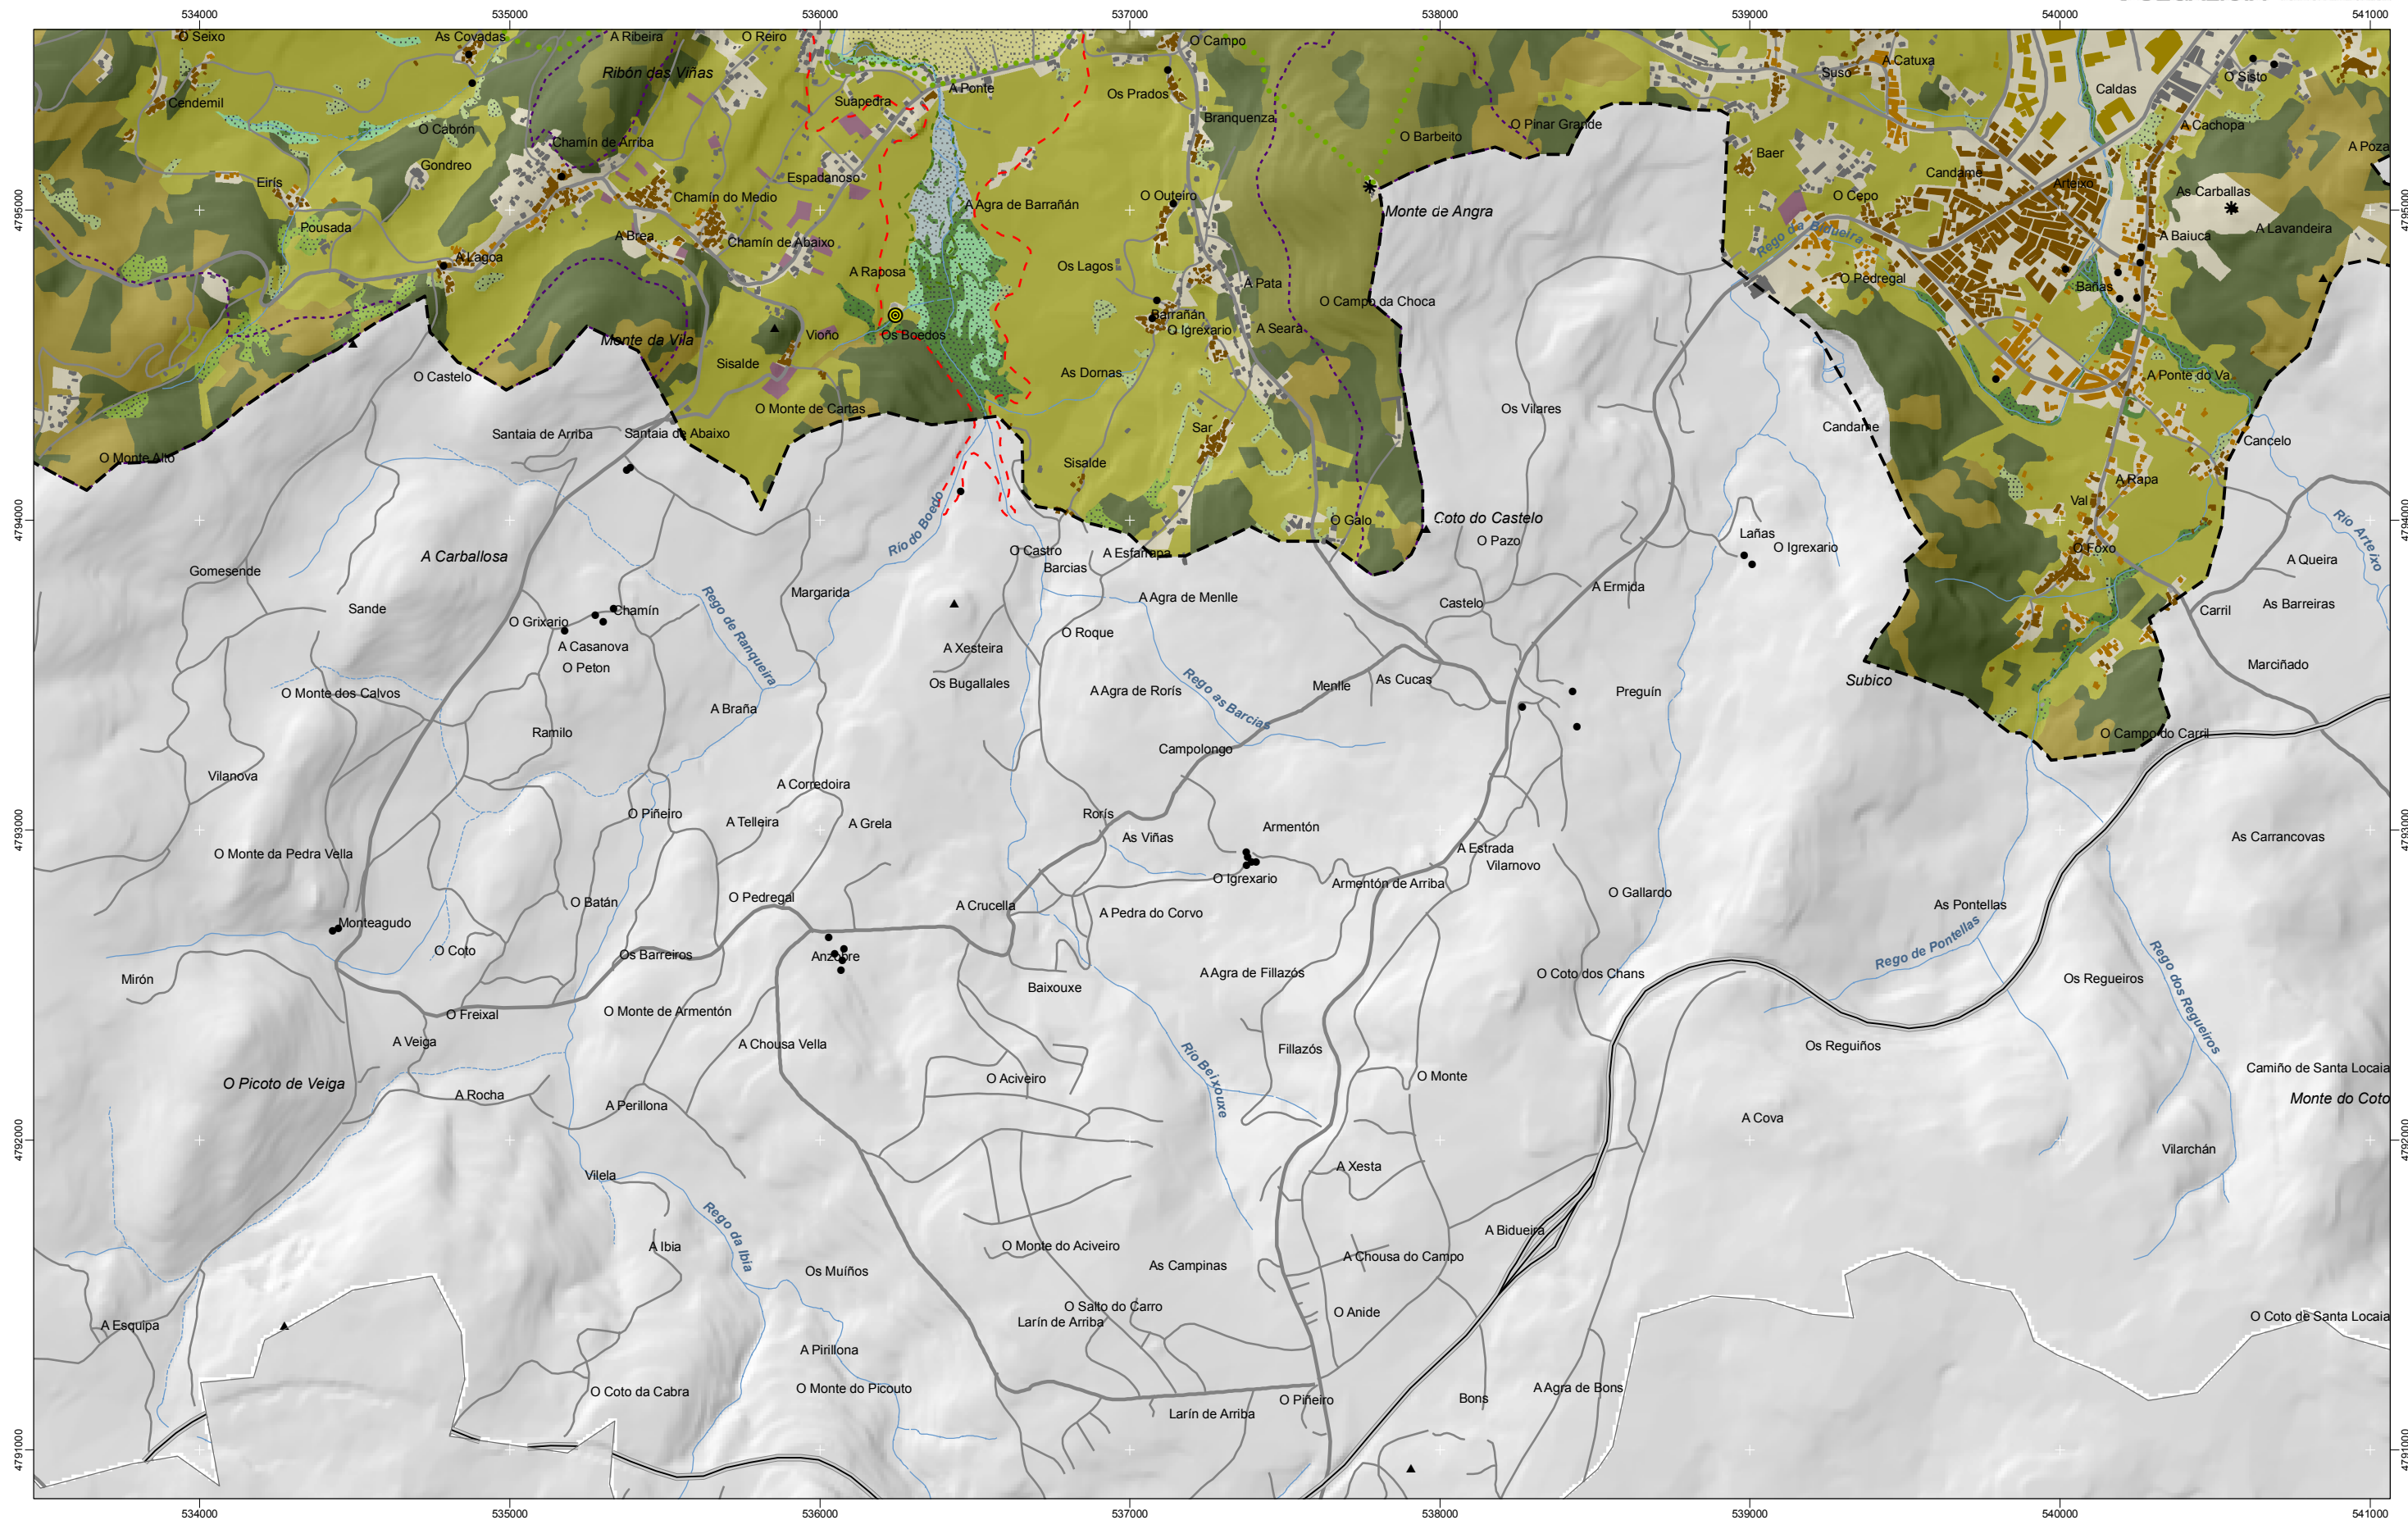 534000 535000 536000 537000 538000 539000 540000 541000
O Seixo
As Covadas
A Ribeira
O Reiro
O Campo
Ribón das Viñas
Suso
A Catuxa
O Sisto
Cendemil
Suapedra
A Ponte
Os Prados
Caldas
O Cabrón
Branquenza
O Barbeito
O Pinar Grande
A Cachopa
Chamín de Arriba
Gondreo
Baer
A Poza
Eirís
Espadanoso
Candame
Arteixo
As Carballas
Chamín do Medio
O Outeiro
O Cepo
A Agra de Barrañán
Monte de Angra
Pousada
A Brea
Chamín de Abaixo
Rego da Bidueira
A Baiuca
A Lavandeira
A Lagoa
A Raposa
Os Lagos
A Pata
O Pedregal
Bañas
O Campo da Choca
Barrañán
O Igrexario
A Seara
Monte da Vila
Vioño
Os Boedos
Sisalde
O Castelo
As Dornas
A Ponte do Va
O Monte de Cartas
Os Vilares
Santaia de Arriba
Santaia de Abaixo
Sar
Candame
Cancelo
O Monte Alto
Sisalde
A Rapa
Val
Río do Boedo
O Galo
Coto do Castelo
Lañas
O Pazo
O Igrexario
Río Arteixo
A Carballosa
O Castro
A Esfarrapa
O Foxo
A Queira
Gomesende
Barcias
Margarida
A Agra de Menlle
A Ermida
Castelo
As Barreiras
Sande
Chamín
Carril
O Grixario
Rego de Ranqueira
O Roque
A Casanova
A Xesteira
O Peton
Marciñado
Os Bugallales
Rego as Barcias
As Cucas
Menlle
Subico
O Monte dos Calvos
A Agra de Rorís
Preguín
A Braña
Ramilo
Campolongo
O Campo do Carril
Vilanova
A Corredoira
O Piñeiro
A Telleira
A Grela
Rorís
As Viñas
Armentón
As Carrancovas
O Monte da Pedra Vella
A Estrada
Vilarnovo
O Igrexario
Armentón de Arriba
O Gallardo
O Batán
O Pedregal
A Crucella
A Pedra do Corvo
As Pontellas
Monteagudo
Rego de Pontellas
O Coto
Os Barreiros
Anzobre
Mirón
Baixouxe
A Agra de Fillazós
O Coto dos Chans
Os Regueiros
Rego dos Regueiros
O Freixal
O Monte de Armentón
A Veiga
A Chousa Vella
Río Beixouxe
Fillazós
Os Reguiños
O Picoto de Veiga
O Aciveiro
O Monte
Camiño de Santa Locaia
A Rocha
A Perillona
Monte do Coto
A Cova
Vilarchán
Vilela
A Xesta
Rego da Ibia
A Bidueira
A Ibia
O Monte do Aciveiro
A Chousa do Campo
Os Muíños
As Campinas
A Esquipa
O Salto do Carro
Larín de Arriba
O Anide
O Coto de Santa Locaia
A Pirillona
O Coto da Cabra
O Monte do Picouto
O Piñeiro
Bons
A Agra de Bons
Larín de Arriba
4795000 4795000
4794000 4794000
4793000 4793000
4792000 4792000
4791000 4791000
534000 535000 536000 537000 538000 539000 540000 541000